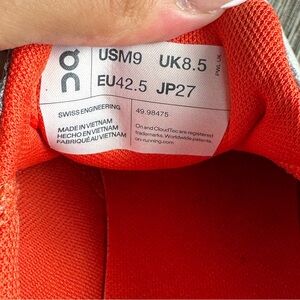 USM9 UK8.5
EU42.5 JP27
SWISS ENGINEERING
49.98475
MADE IN VIETNAM
HECHO EN VIETNAM
FABRIQUÉ AU VIETNAM
On and CloudTec are registered
trademarks. Worldwide patents.
on-running.com